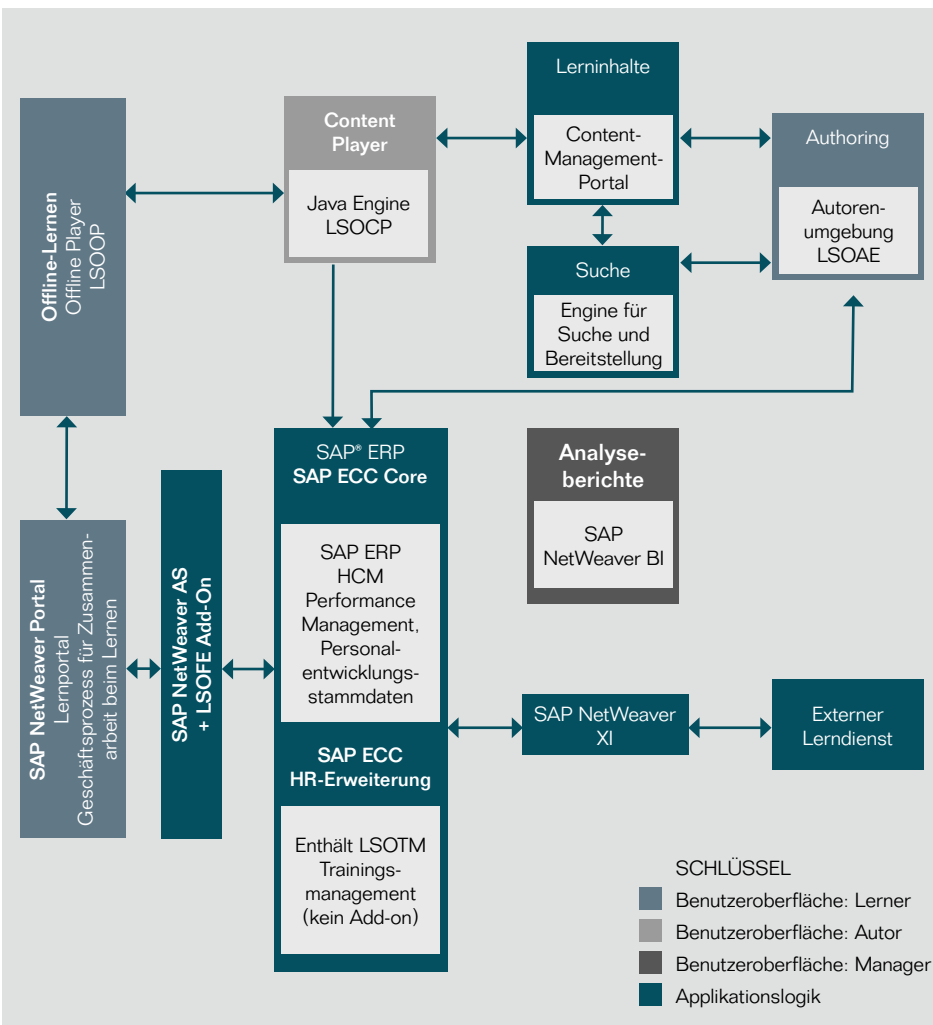 Lerninhalte
Content-
Management-
Portal
Content
Player
Java Engine
LSOCP
Authoring
Autoren-
umgebung
LSOAE
Offline-Lernen
Offline Player
LSOOP
Suche
Engine für
Suche und
Bereitstellung
SAP® ERP
SAP ECC Core
SAP ERP
HCM
Performance
Management,
Personal-
entwicklungs-
stammdaten
SAP ECC
HR-Erweiterung
Enthält LSOTM
Trainings-
management
(kein Add-on)
Analyse-
berichte
SAP
NetWeaver BI
SAP NetWeaver Portal
Lernportal
Geschäftsprozess für Zusammen-
arbeit beim Lernen
SAP NetWeaver AS
+ LSOFE Add-On
SAP NetWeaver
XI
Externer
Lerndienst
SCHLÜSSEL
Benutzeroberfläche: Lerner
Benutzeroberfläche: Autor
Benutzeroberfläche: Manager
Applikationslogik